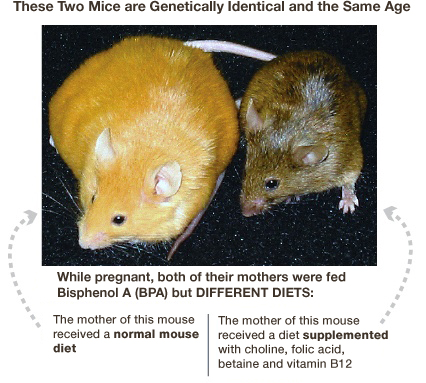 These Two Mice are Genetically Identical and the Same Age
While pregnant, both of their mothers were fed
Bisphenol A (BPA) but DIFFERENT DIETS:
The mother of this mouse
received a normal mouse
diet
The mother of this mouse
received a diet supplemented
with choline, folic acid,
betaine and vitamin B12